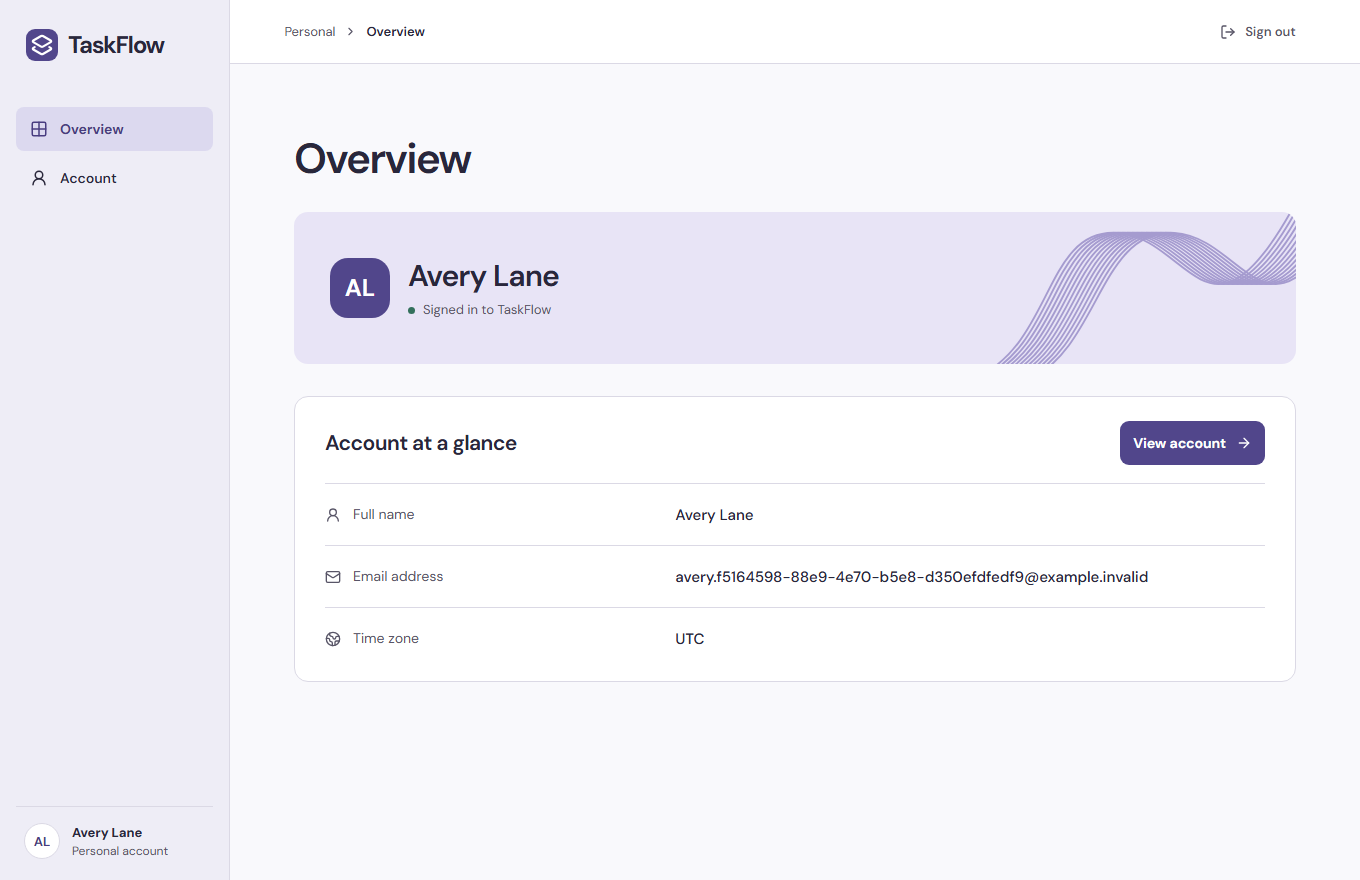 TaskFlow
Overview
Account
Personal > Overview
Sign out
Overview
AL
Avery Lane
Signed in to TaskFlow
Account at a glance
View account
Full name
Avery Lane
Email address
avery.f5164598-88e9-4e70-b5e8-d350efdfedf9@example.invalid
Time zone
UTC
AL
Avery Lane
Personal account